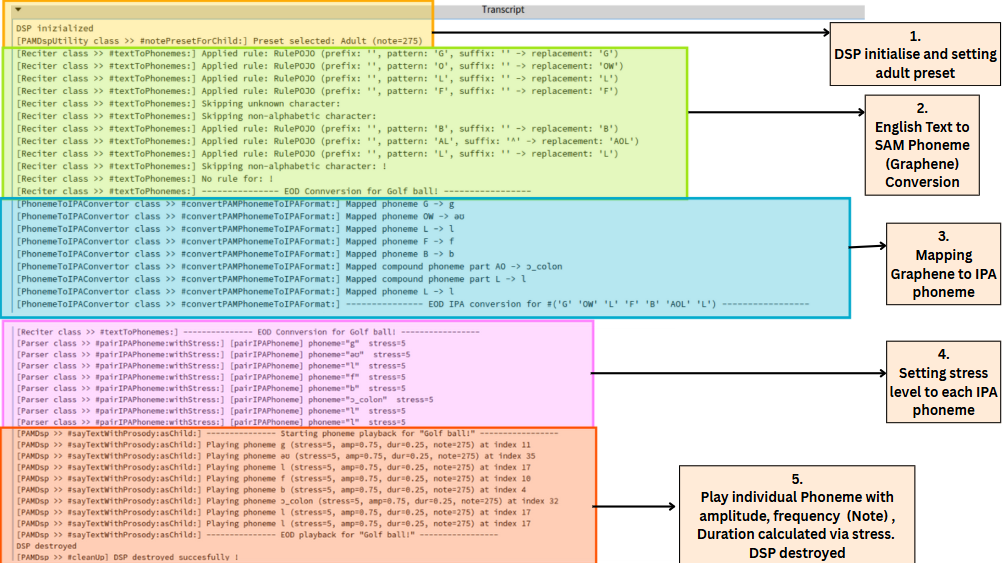 Transcript
DSP inizialized
[PAMDspUtility class >> #notePresetForChild:] Preset selected: Adult (note=275)
[Reciter class >> #textToPhonemes:] Applied rule: RulePOJO (prefix: '', pattern: 'G', suffix: '' -> replacement: 'G')
[Reciter class >> #textToPhonemes:] Applied rule: RulePOJO (prefix: '', pattern: 'O', suffix: '' -> replacement: 'OW')
[Reciter class >> #textToPhonemes:] Applied rule: RulePOJO (prefix: '', pattern: 'L', suffix: '' -> replacement: 'L')
[Reciter class >> #textToPhonemes:] Applied rule: RulePOJO (prefix: '', pattern: 'F', suffix: '' -> replacement: 'F')
[Reciter class >> #textToPhonemes:] Skipping unknown character:
[Reciter class >> #textToPhonemes:] Skipping non-alphabetic character:
[Reciter class >> #textToPhonemes:] Applied rule: RulePOJO (prefix: '', pattern: 'B', suffix: '' -> replacement: 'B')
[Reciter class >> #textToPhonemes:] Applied rule: RulePOJO (prefix: '', pattern: 'AL', suffix: '^' -> replacement: 'AOL')
[Reciter class >> #textToPhonemes:] Applied rule: RulePOJO (prefix: '', pattern: 'L', suffix: '' -> replacement: 'L')
[Reciter class >> #textToPhonemes:] Skipping non-alphabetic character: !
[Reciter class >> #textToPhonemes:] No rule for: !
[Reciter class >> #textToPhonemes:] --------------- EOD Connversion for Golf ball! -----------------
[PhonemeToIPAConvertor class >> #convertPAMPhonemeToIPAFormat:] Mapped phoneme G -> g
[PhonemeToIPAConvertor class >> #convertPAMPhonemeToIPAFormat:] Mapped phoneme OW -> əʊ
[PhonemeToIPAConvertor class >> #convertPAMPhonemeToIPAFormat:] Mapped phoneme L -> l
[PhonemeToIPAConvertor class >> #convertPAMPhonemeToIPAFormat:] Mapped phoneme F -> f
[PhonemeToIPAConvertor class >> #convertPAMPhonemeToIPAFormat:] Mapped phoneme B -> b
[PhonemeToIPAConvertor class >> #convertPAMPhonemeToIPAFormat:] Mapped compound phoneme part AO -> ɔ_colon
[PhonemeToIPAConvertor class >> #convertPAMPhonemeToIPAFormat:] Mapped compound phoneme part L -> l
[PhonemeToIPAConvertor class >> #convertPAMPhonemeToIPAFormat:] Mapped phoneme L -> l
[PhonemeToIPAConvertor class >> #convertPAMPhonemeToIPAFormat:] --------------- EOD IPA conversion for #('G' 'OW' 'L' 'F' 'B' 'AOL' 'L') -----------------
[Reciter class >> #textToPhonemes:] --------------- EOD Connversion for Golf ball! -----------------
[Parser class >> #pairIPAPhoneme:withStress:] [pairIPAPhoneme] phoneme="g" stress=5
[Parser class >> #pairIPAPhoneme:withStress:] [pairIPAPhoneme] phoneme="əʊ" stress=5
[Parser class >> #pairIPAPhoneme:withStress:] [pairIPAPhoneme] phoneme="l" stress=5
[Parser class >> #pairIPAPhoneme:withStress:] [pairIPAPhoneme] phoneme="f" stress=5
[Parser class >> #pairIPAPhoneme:withStress:] [pairIPAPhoneme] phoneme="b" stress=5
[Parser class >> #pairIPAPhoneme:withStress:] [pairIPAPhoneme] phoneme="ɔ_colon" stress=5
[Parser class >> #pairIPAPhoneme:withStress:] [pairIPAPhoneme] phoneme="l" stress=5
[Parser class >> #pairIPAPhoneme:withStress:] [pairIPAPhoneme] phoneme="l" stress=5
[PAMDsp >> #sayTextWithProsody:asChild:] --------------- Starting phoneme playback for "Golf ball!" -----------------
[PAMDsp >> #sayTextWithProsody:asChild:] Playing phoneme g (stress=5, amp=0.75, dur=0.25, note=275) at index 11
[PAMDsp >> #sayTextWithProsody:asChild:] Playing phoneme əʊ (stress=5, amp=0.75, dur=0.25, note=275) at index 35
[PAMDsp >> #sayTextWithProsody:asChild:] Playing phoneme l (stress=5, amp=0.75, dur=0.25, note=275) at index 17
[PAMDsp >> #sayTextWithProsody:asChild:] Playing phoneme f (stress=5, amp=0.75, dur=0.25, note=275) at index 10
[PAMDsp >> #sayTextWithProsody:asChild:] Playing phoneme b (stress=5, amp=0.75, dur=0.25, note=275) at index 4
[PAMDsp >> #sayTextWithProsody:asChild:] Playing phoneme ɔ_colon (stress=5, amp=0.75, dur=0.25, note=275) at index 32
[PAMDsp >> #sayTextWithProsody:asChild:] Playing phoneme l (stress=5, amp=0.75, dur=0.25, note=275) at index 17
[PAMDsp >> #sayTextWithProsody:asChild:] Playing phoneme l (stress=5, amp=0.75, dur=0.25, note=275) at index 17
[PAMDsp >> #sayTextWithProsody:asChild:] --------------- EOD playback for "Golf ball!" -----------------
DSP destroyed
[PAMDsp >> #cleanUp] DSP destroyed succesfully !
1.
DSP initialise and setting
adult preset
2.
English Text to
SAM Phoneme
(Graphene)
Conversion
3.
Mapping
Graphene to IPA
phoneme
4.
Setting stress
level to each IPA
phoneme
5.
Play individual Phoneme with
amplitude, frequency (Note) ,
Duration calculated via stress.
DSP destroyed